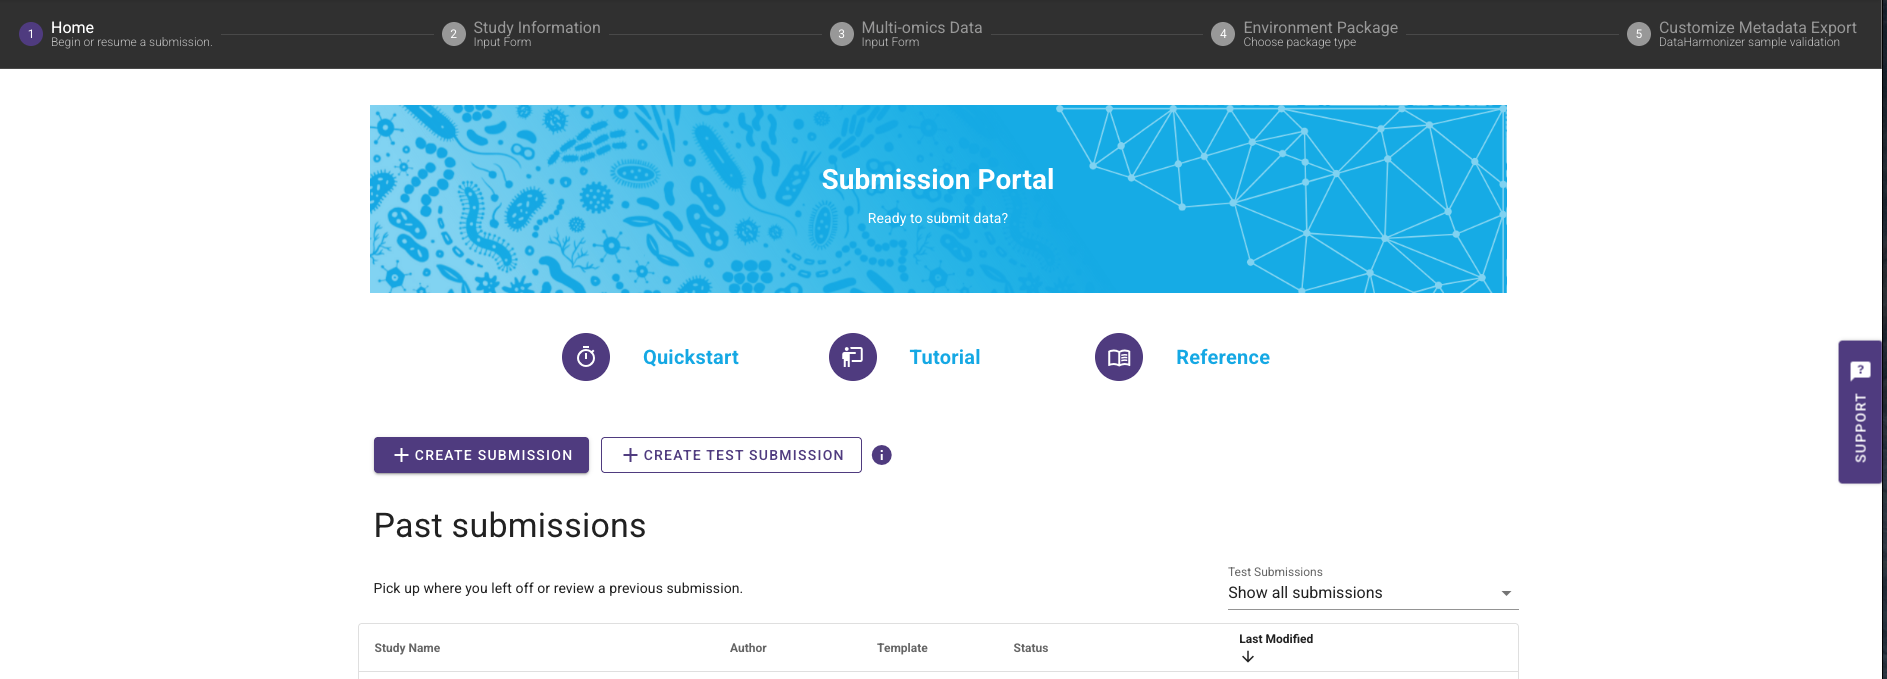 1 Home
Begin or resume a submission.
2 Study Information
Input Form
3 Multi-omics Data
Input Form
4 Environment Package
Choose package type
5 Customize Metadata Export
DataHarmonizer sample validation
Submission Portal
Ready to submit data?
Quickstart
Tutorial
Reference
SUPPORT
CREATE SUBMISSION
CREATE TEST SUBMISSION
Past submissions
Pick up where you left off or review a previous submission.
Test Submissions
Show all submissions
Study Name
Author
Template
Status
Last Modified